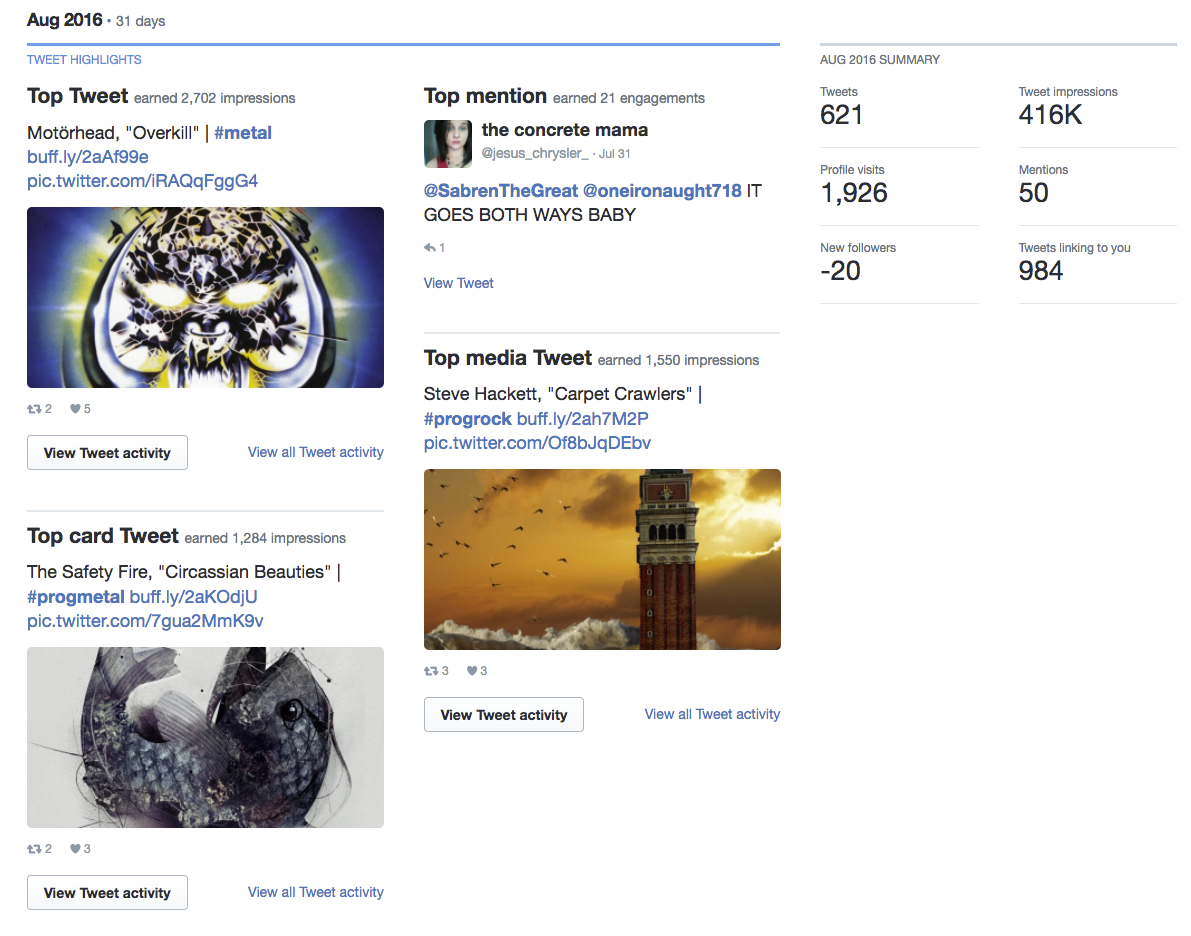 Aug 2016 • 31 days
TWEET HIGHLIGHTS
Top Tweet earned 2,702 impressions
Motörhead, "Overkill" | #metal
buff.ly/2aAf99e
pic.twitter.com/iRAQqFggG4
2 5
View Tweet activity
View all Tweet activity
Top card Tweet earned 1,284 impressions
The Safety Fire, "Circassian Beauties" |
#progmetal buff.ly/2aKOdjU
pic.twitter.com/7gua2MmK9v
2 3
View Tweet activity
View all Tweet activity
Top mention earned 21 engagements
the concrete mama
@jesus_chrysler_ · Jul 31
@SabrenTheGreat @oneironaught718 IT
GOES BOTH WAYS BABY
1
View Tweet
Top media Tweet earned 1,550 impressions
Steve Hackett, "Carpet Crawlers" |
#progrock buff.ly/2ah7M2P
pic.twitter.com/Of8bJqDEbv
3 3
View Tweet activity
View all Tweet activity
AUG 2016 SUMMARY
Tweets
621
Tweet impressions
416K
Profile visits
1,926
Mentions
50
New followers
-20
Tweets linking to you
984